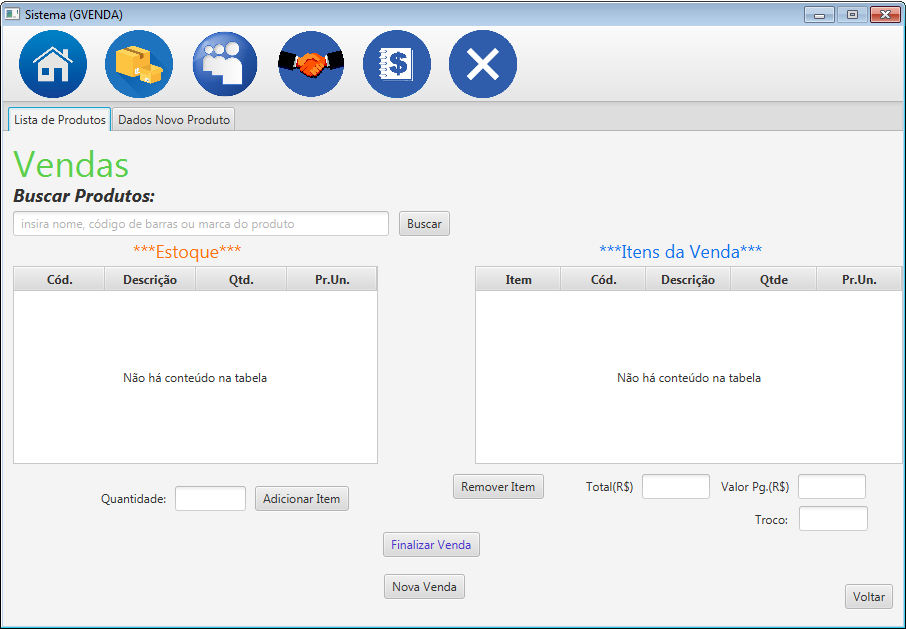 Sistema (GVENDA)
$
Lista de Produtos Dados Novo Produto
Vendas
Buscar Produtos:
insira nome, código de barras ou marca do produto Buscar
***Estoque*** ***Itens da Venda***
Cód. Descrição Qtd. Pr.Un. Item Cód. Descrição Qtde Pr.Un.
Não há conteúdo na tabela Não há conteúdo na tabela
Remover Item Total(R$) Valor Pg.(R$)
Quantidade: Adicionar Item
Troco:
Finalizar Venda
Nova Venda
Voltar